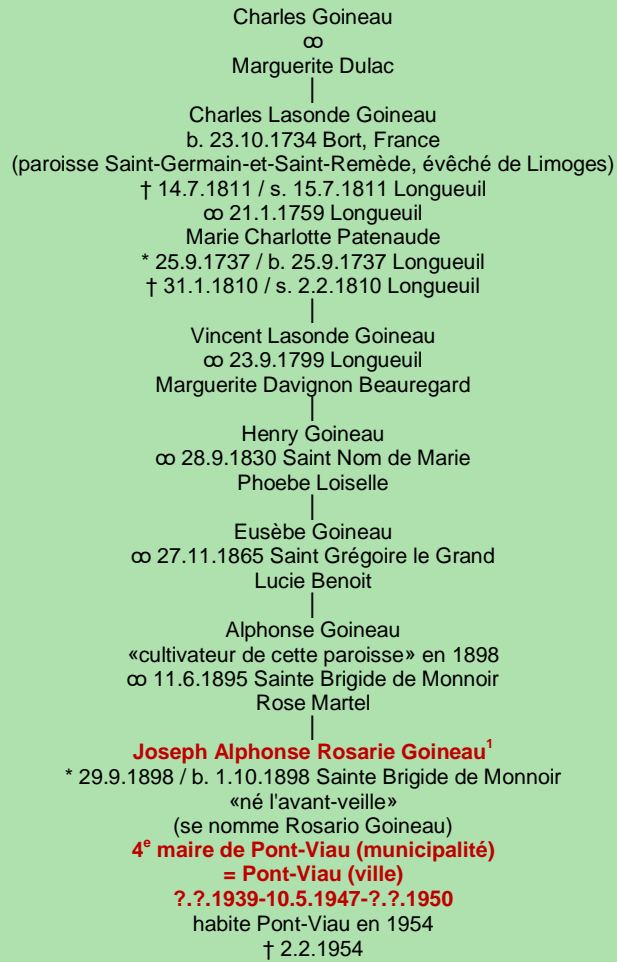 Charles Goineau
∞
Marguerite Dulac
|
Charles Lasonde Goineau
b. 23.10.1734 Bort, France
(paroisse Saint-Germain-et-Saint-Remède, évêché de Limoges)
† 14.7.1811 / s. 15.7.1811 Longueuil
∞ 21.1.1759 Longueuil
Marie Charlotte Patenaude
* 25.9.1737 / b. 25.9.1737 Longueuil
† 31.1.1810 / s. 2.2.1810 Longueuil
|
Vincent Lasonde Goineau
∞ 23.9.1799 Longueuil
Marguerite Davignon Beauregard
|
Henry Goineau
∞ 28.9.1830 Saint Nom de Marie
Phoebe Loiselle
|
Eusèbe Goineau
∞ 27.11.1865 Saint Grégoire le Grand
Lucie Benoit
|
Alphonse Goineau
«cultivateur de cette paroisse» en 1898
∞ 11.6.1895 Sainte Brigide de Monnoir
Rose Martel
|
Joseph Alphonse Rosarie Goineau¹
* 29.9.1898 / b. 1.10.1898 Sainte Brigide de Monnoir
«né l'avant-veille»
(se nomme Rosario Goineau)
4e maire de Pont-Viau (municipalité)
= Pont-Viau (ville)
?.?.1939-10.5.1947-?.?.1950
habite Pont-Viau en 1954
† 2.2.1954